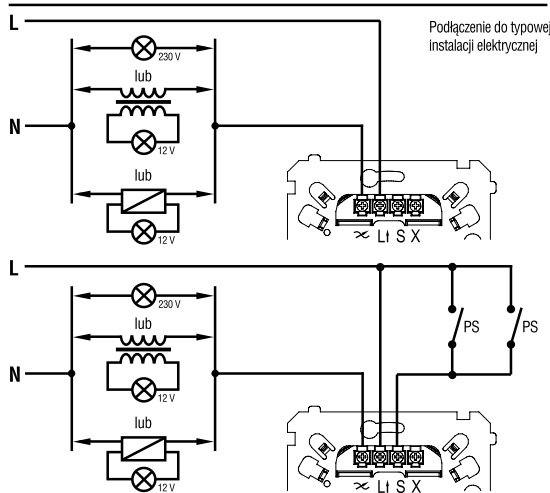 L
Podłączenie do typowej
instalacji elektrycznej
230 V
lub
N
12 V
lub
12 V
L↑ S X
L
230 V
lub
PS
PS
N
12 V
lub
12 V
L↑ S X